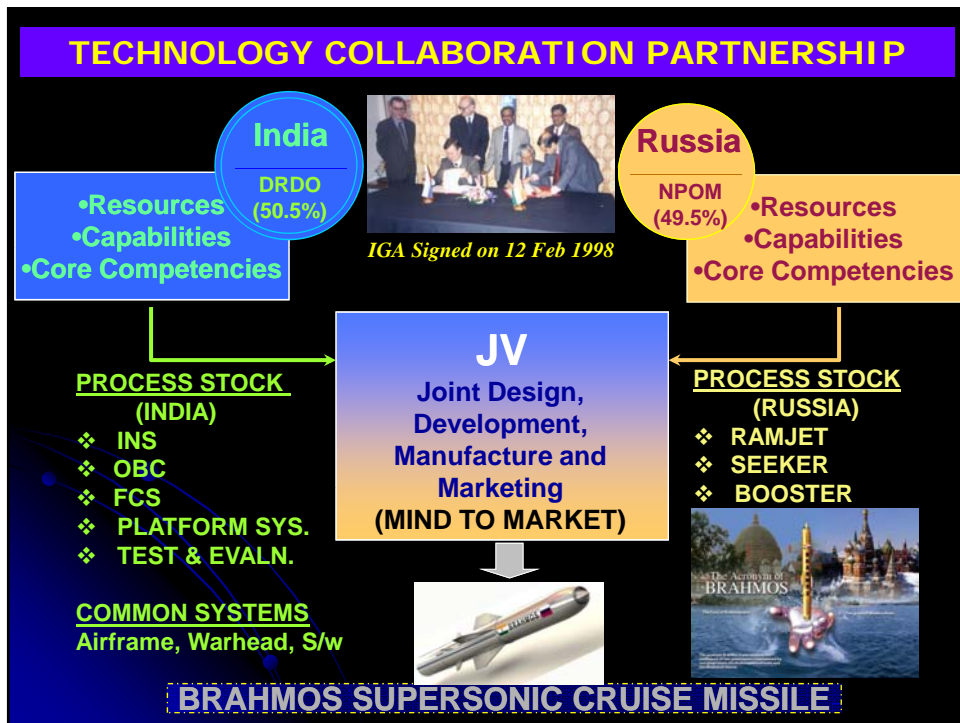 TECHNOLOGY COLLABORATION PARTNERSHIP
India
DRDO
(50.5%)
•Resources
•Capabilities
•Core Competencies
IGA Signed on 12 Feb 1998
Russia
NPOM
(49.5%)
•Resources
•Capabilities
•Core Competencies
JV
Joint Design,
Development,
Manufacture and
Marketing
(MIND TO MARKET)
PROCESS STOCK
(INDIA)
❖ INS
❖ OBC
❖ FCS
❖ PLATFORM SYS.
❖ TEST & EVALN.
COMMON SYSTEMS
Airframe, Warhead, S/w
PROCESS STOCK
(RUSSIA)
❖ RAMJET
❖ SEEKER
❖ BOOSTER
The Acronym of
BRAHMOS
BRAHMOS
BRAHMOS SUPERSONIC CRUISE MISSILE